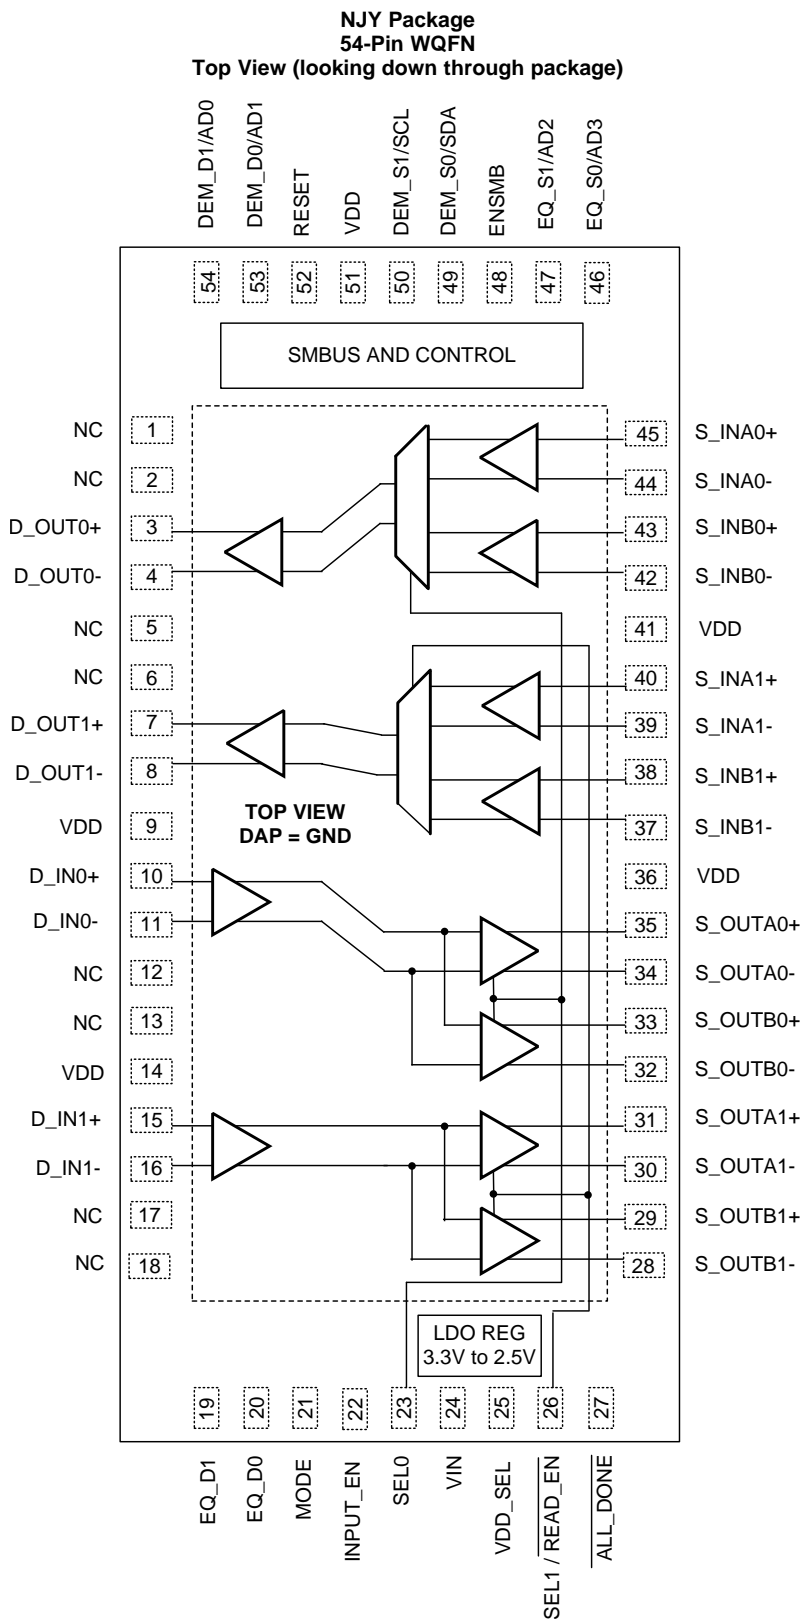 NJY Package
54-Pin WQFN
Top View (looking down through package)
DEM_D1/AD0
DEM_D0/AD1
RESET
VDD
DEM_S1/SCL
DEM_S0/SDA
ENSMB
EQ_S1/AD2
EQ_S0/AD3
54
53
52
51
50
49
48
47
46
SMBUS AND CONTROL
NC 1
45 S_INA0+
NC 2
44 S_INA0-
D_OUT0+ 3
43 S_INB0+
D_OUT0- 4
42 S_INB0-
NC 5
41 VDD
NC 6
40 S_INA1+
D_OUT1+ 7
39 S_INA1-
D_OUT1- 8
38 S_INB1+
TOP VIEW
DAP = GND
VDD 9
37 S_INB1-
D_IN0+ 10
36 VDD
D_IN0- 11
35 S_OUTA0+
NC 12
34 S_OUTA0-
NC 13
33 S_OUTB0+
VDD 14
32 S_OUTB0-
D_IN1+ 15
31 S_OUTA1+
D_IN1- 16
30 S_OUTA1-
NC 17
29 S_OUTB1+
NC 18
28 S_OUTB1-
LDO REG
3.3V to 2.5V
19
20
21
22
23
24
25
26
27
EQ_D1
EQ_D0
MODE
INPUT_EN
SEL0
VIN
VDD_SEL
SEL1 / READ_EN
ALL_DONE